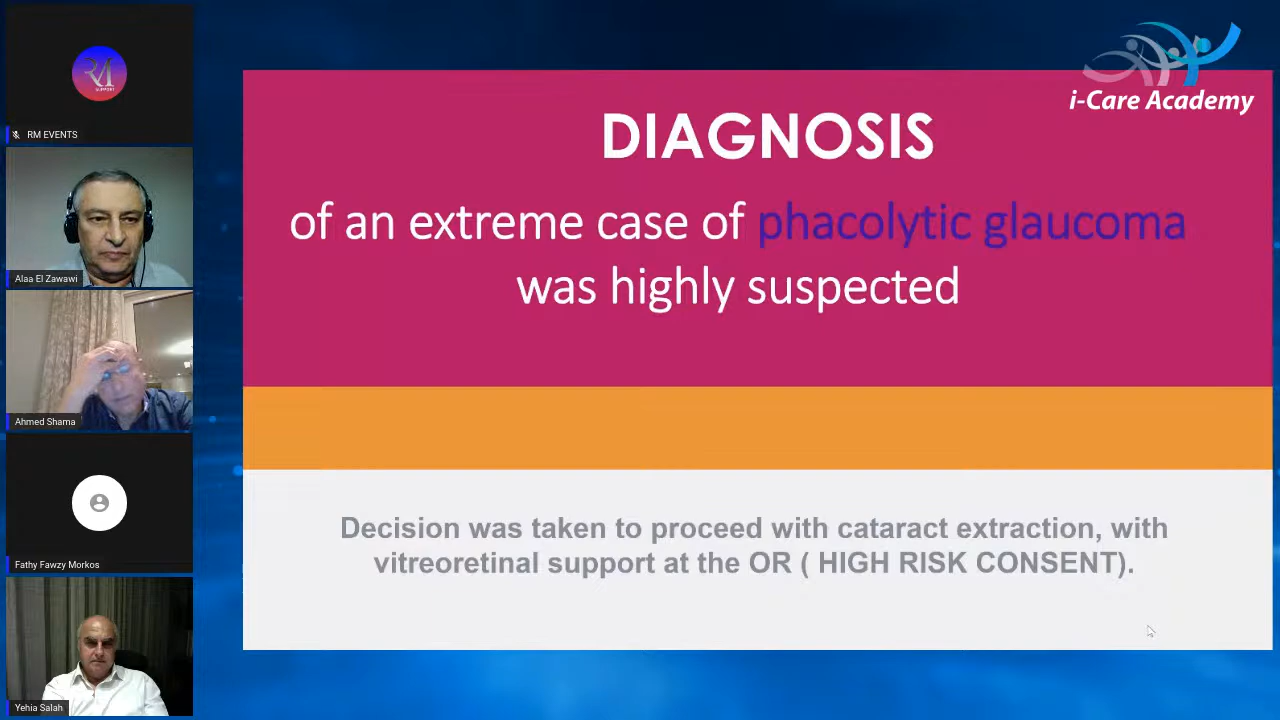 RM
SUPPORT
RM EVENTS
Alaa El Zawawi
Ahmed Shama
Fathy Fawzy Morkos
Yehia Salah
i-Care Academy
DIAGNOSIS
of an extreme case of phacolytic glaucoma
was highly suspected
Decision was taken to proceed with cataract extraction, with
vitreoretinal support at the OR ( HIGH RISK CONSENT).